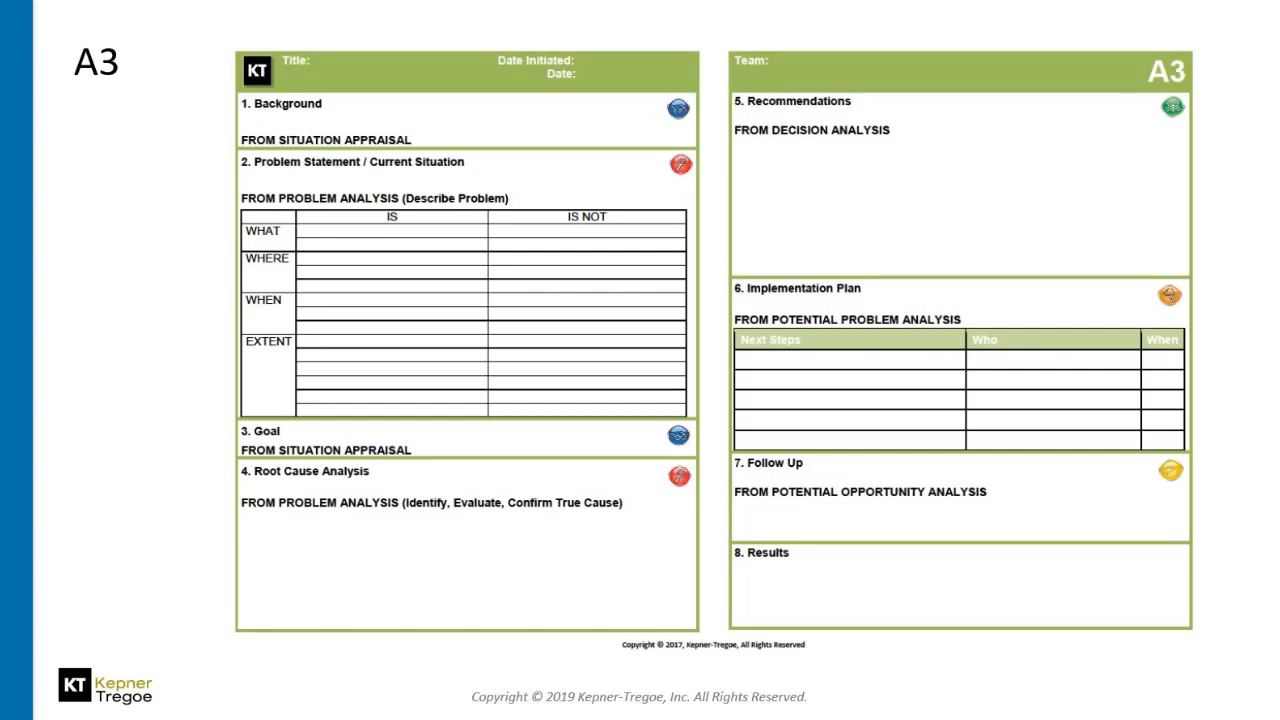 A3
KT
Title:
Date Initiated:
Date:
1. Background
FROM SITUATION APPRAISAL
2. Problem Statement / Current Situation
FROM PROBLEM ANALYSIS (Describe Problem)
IS IS NOT
WHAT
WHERE
WHEN
EXTENT
3. Goal
FROM SITUATION APPRAISAL
4. Root Cause Analysis
FROM PROBLEM ANALYSIS (Identify, Evaluate, Confirm True Cause)
Team:
A3
5. Recommendations
FROM DECISION ANALYSIS
6. Implementation Plan
FROM POTENTIAL PROBLEM ANALYSIS
Next Steps Who When
7. Follow Up
FROM POTENTIAL OPPORTUNITY ANALYSIS
8. Results
Copyright © 2017, Kepner-Tregoe, All Rights Reserved
KT Kepner
Tregoe
Copyright © 2019 Kepner-Tregoe, Inc. All Rights Reserved.